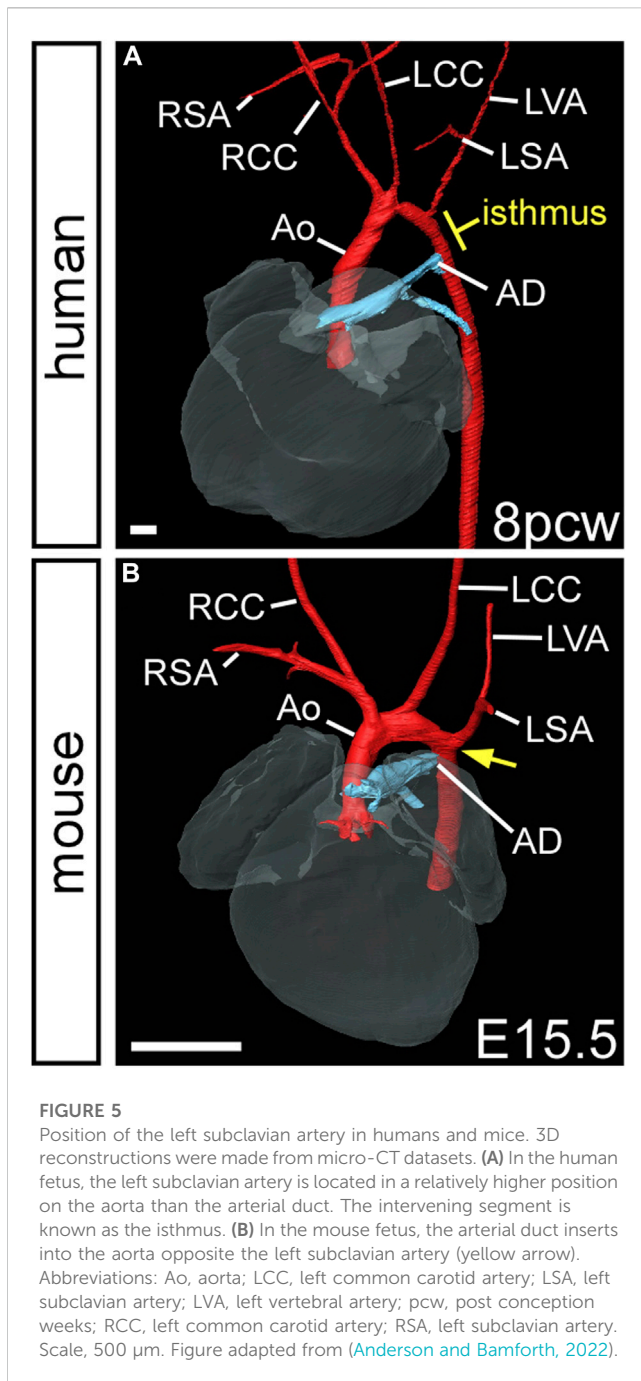 human
A
LCC
RSA
LVA
RCC
LSA
isthmus
Ao
AD
8pcw
mouse
B
RCC
LCC
LVA
RSA
Ao
LSA
AD
E15.5
FIGURE 5
Position of the left subclavian artery in humans and mice. 3D
reconstructions were made from micro-CT datasets. (A) In the human
fetus, the left subclavian artery is located in a relatively higher position
on the aorta than the arterial duct. The intervening segment is
known as the isthmus. (B) In the mouse fetus, the arterial duct inserts
into the aorta opposite the left subclavian artery (yellow arrow).
Abbreviations: Ao, aorta; LCC, left common carotid artery; LSA, left
subclavian artery; LVA, left vertebral artery; pcw, post conception
weeks; RCC, left common carotid artery; RSA, left subclavian artery.
Scale, 500 μm. Figure adapted from (Anderson and Bamforth, 2022).